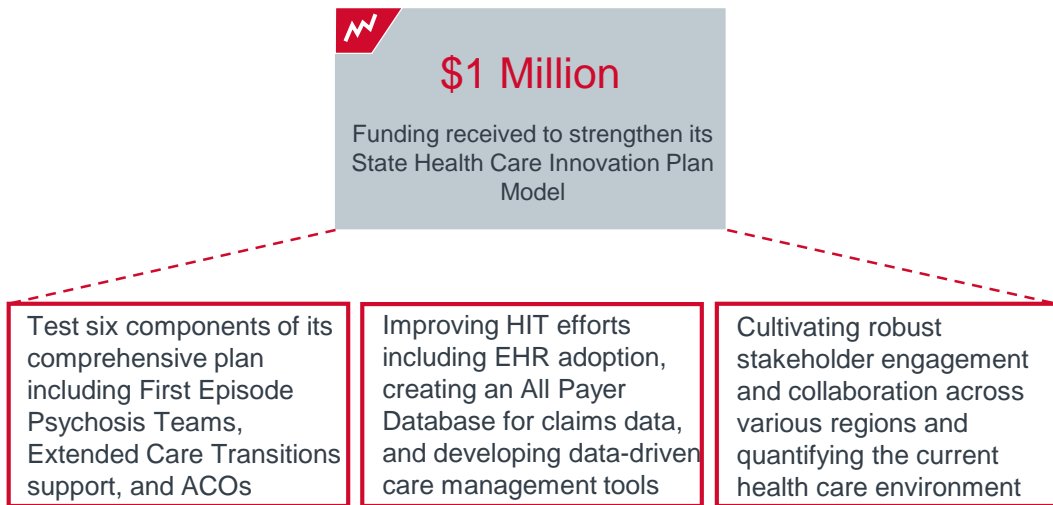 $1 Million
Funding received to strengthen its
State Health Care Innovation Plan
Model
Test six components of its
comprehensive plan
including First Episode
Psychosis Teams,
Extended Care Transitions
support, and ACOs
Improving HIT efforts
including EHR adoption,
creating an All Payer
Database for claims data,
and developing data-driven
care management tools
Cultivating robust
stakeholder engagement
and collaboration across
various regions and
quantifying the current
health care environment